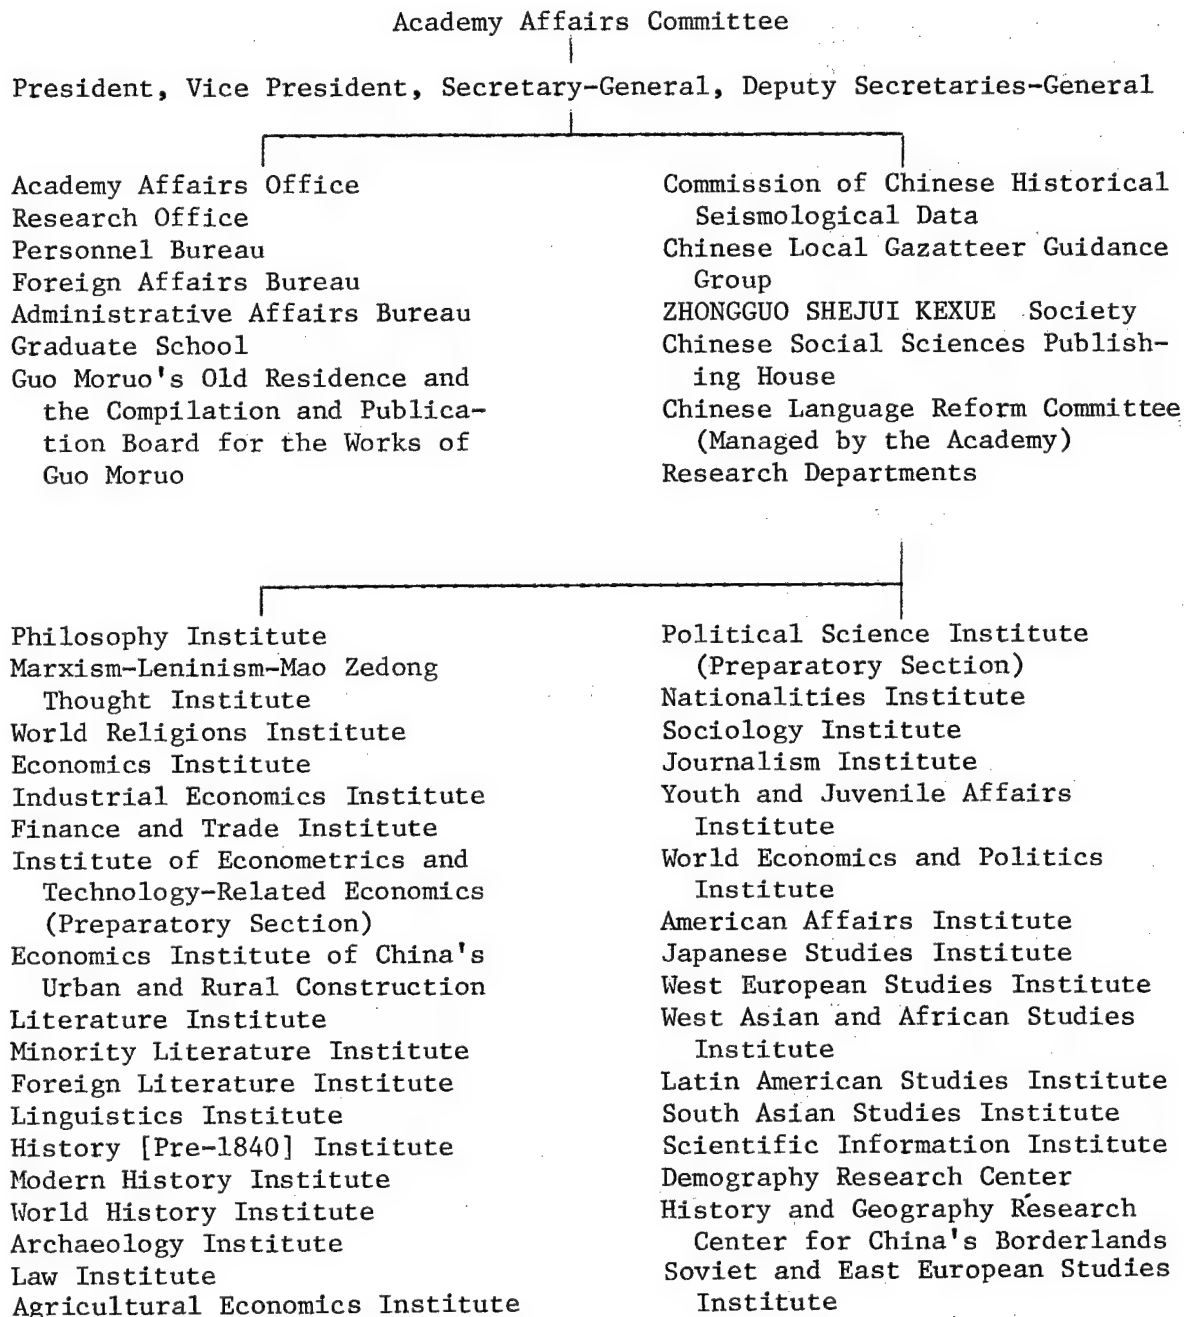 Academy Affairs Committee
President, Vice President, Secretary-General, Deputy Secretaries-General
Academy Affairs Office
Research Office
Personnel Bureau
Foreign Affairs Bureau
Administrative Affairs Bureau
Graduate School
Guo Moruo's Old Residence and
the Compilation and Publica-
tion Board for the Works of
Guo Moruo
Commission of Chinese Historical
Seismological Data
Chinese Local Gazatteer Guidance
Group
ZHONGGUO SHEJUI KEXUE Society
Chinese Social Sciences Publish-
ing House
Chinese Language Reform Committee
(Managed by the Academy)
Research Departments
Philosophy Institute
Marxism-Leninism-Mao Zedong
Thought Institute
World Religions Institute
Economics Institute
Industrial Economics Institute
Finance and Trade Institute
Institute of Econometrics and
Technology-Related Economics
(Preparatory Section)
Economics Institute of China's
Urban and Rural Construction
Literature Institute
Minority Literature Institute
Foreign Literature Institute
Linguistics Institute
History [Pre-1840] Institute
Modern History Institute
World History Institute
Archaeology Institute
Law Institute
Agricultural Economics Institute
Political Science Institute
(Preparatory Section)
Nationalities Institute
Sociology Institute
Journalism Institute
Youth and Juvenile Affairs
Institute
World Economics and Politics
Institute
American Affairs Institute
Japanese Studies Institute
West European Studies Institute
West Asian and African Studies
Institute
Latin American Studies Institute
South Asian Studies Institute
Scientific Information Institute
Demography Research Center
History and Geography Research
Center for China's Borderlands
Soviet and East European Studies
Institute